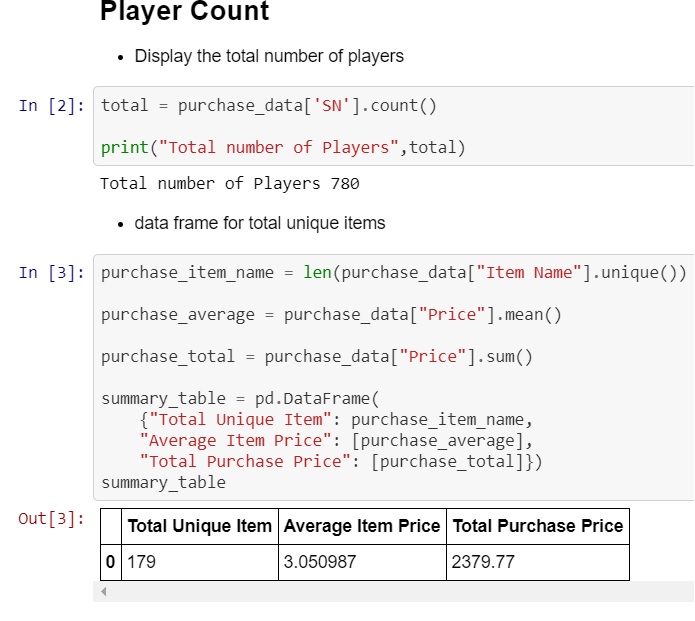 Player Count
• Display the total number of players
In [2]: total = purchase_data['SN'].count()
print("Total number of Players",total)
Total number of Players 780
• data frame for total unique items
In [3]: purchase_item_name = len(purchase_data["Item Name"].unique())
purchase_average = purchase_data["Price"].mean()
purchase_total = purchase_data["Price"].sum()
summary_table = pd.DataFrame(
    {"Total Unique Item": purchase_item_name,
    "Average Item Price": [purchase_average],
    "Total Purchase Price": [purchase_total]})
summary_table
Out[3]: Total Unique Item Average Item Price Total Purchase Price
0 179 3.050987 2379.77